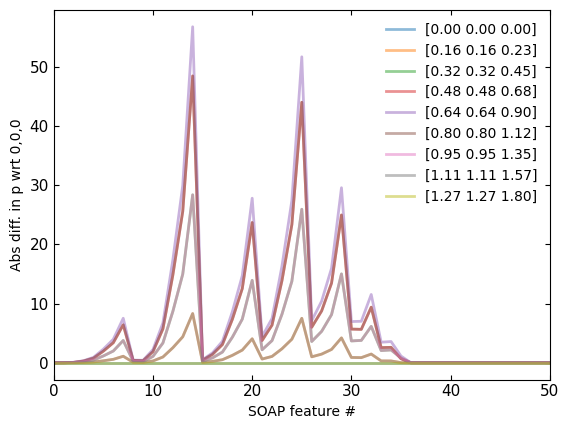 Abs diff. in p wrt 0,0,0
50
40
30
20
10
0
0 10 20 30 40 50
SOAP feature #
[0.00 0.00 0.00]
[0.16 0.16 0.23]
[0.32 0.32 0.45]
[0.48 0.48 0.68]
[0.64 0.64 0.90]
[0.80 0.80 1.12]
[0.95 0.95 1.35]
[1.11 1.11 1.57]
[1.27 1.27 1.80]